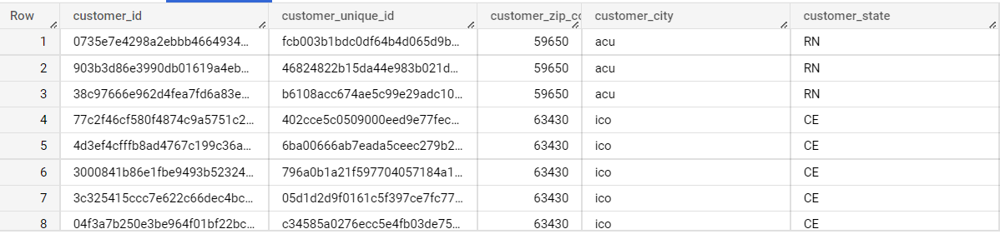 Row customer_id customer_unique_id customer_zip_co customer_city customer_state
1 0735e7e4298a2ebbb4664934... fcb003b1bdc0df64b4d065d9b... 59650 acu RN
2 903b3d86e3990db01619a4eb... 46824822b15da44e983b021d... 59650 acu RN
3 38c97666e962d4fea7fd6a83e... b6108acc674ae5c99e29adc10... 59650 acu RN
4 77c2f46cf580f4874c9a5751c2... 402cce5c0509000eed9e77fec... 63430 ico CE
5 4d3ef4cfffb8ad4767c199c36a... 6ba00666ab7eada5ceec279b2... 63430 ico CE
6 3000841b86e1fbe9493b52324... 796a0b1a21f597704057184a1... 63430 ico CE
7 3c325415ccc7e622c66dec4bc... 05d1d2d9f0161c5f397ce7fc77... 63430 ico CE
8 04f3a7b250e3be964f01bf22bc... c34585a0276ecc5e4fb03de75... 63430 ico CE